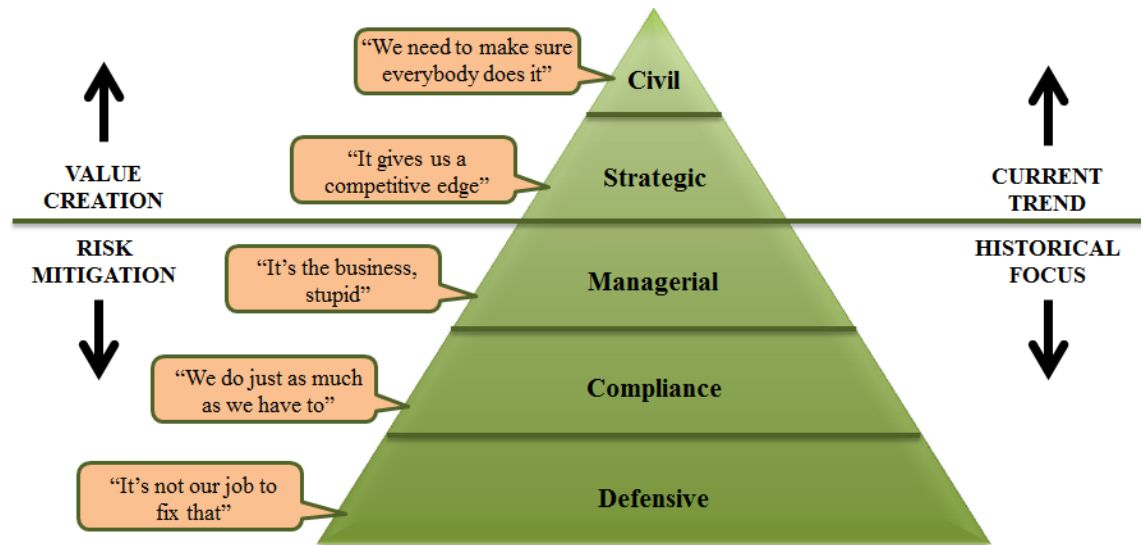 “We need to make sure
everybody does it”
Civil
“It gives us a
competitive edge”
Strategic
VALUE
CREATION
CURRENT
TREND
RISK
MITIGATION
HISTORICAL
FOCUS
“It’s the business,
stupid”
Managerial
“We do just as much
as we have to”
Compliance
“It’s not our job to
fix that”
Defensive